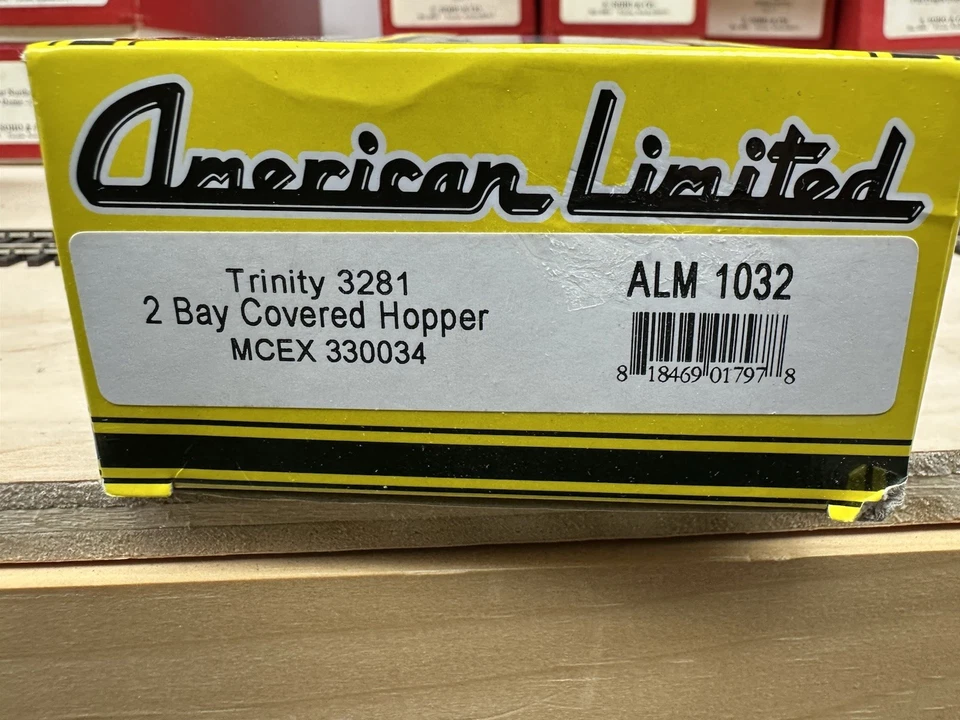 American Limited
Trinity 3281
2 Bay Covered Hopper
MCEX 330034
ALM 1032
8 18469 01797 8